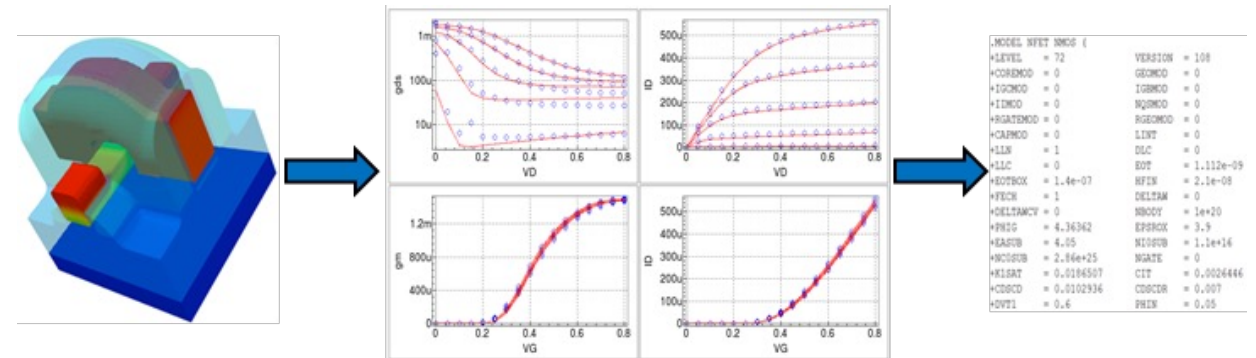 1m
100u
10u
gds
0 0.2 0.4 0.6 0.8
VD
500u
400u
300u
200u
100u
0
ID
0 0.2 0.4 0.6 0.8
VD
1.2m
800u
400u
0
gm
0 0.2 0.4 0.6 0.8
VG
500u
400u
300u
200u
100u
0
ID
0 0.2 0.4 0.6 0.8
VG
.MODEL NFET NMOS (
+LEVEL = 72 VERSION = 108
+COREMOD = 0 GEOMOD = 0
+IGCMOD = 0 IGBMOD = 0
+IIMOD = 0 NQSMOD = 0
+RGATEMOD = 0 RGEOMOD = 0
+CAPMOD = 0 LINT = 0
+LLN = 1 DLC = 0
+LLC = 0 EOT = 1.112e-09
+EOTBOX = 1.4e-07 HFIN = 2.1e-08
+FECH = 1 DELTAW = 0
+DELTAWCV = 0 NBODY = 1e+20
+PHIG = 4.36362 EPSROX = 3.9
+EASUB = 4.05 NI0SUB = 1.1e+16
+NC0SUB = 2.86e+25 NGATE = 0
+K1SAT = 0.0186507 CIT = 0.0026446
+CDSCD = 0.0102936 CDSCDR = 0.007
+DVT1 = 0.6 PHIN = 0.05